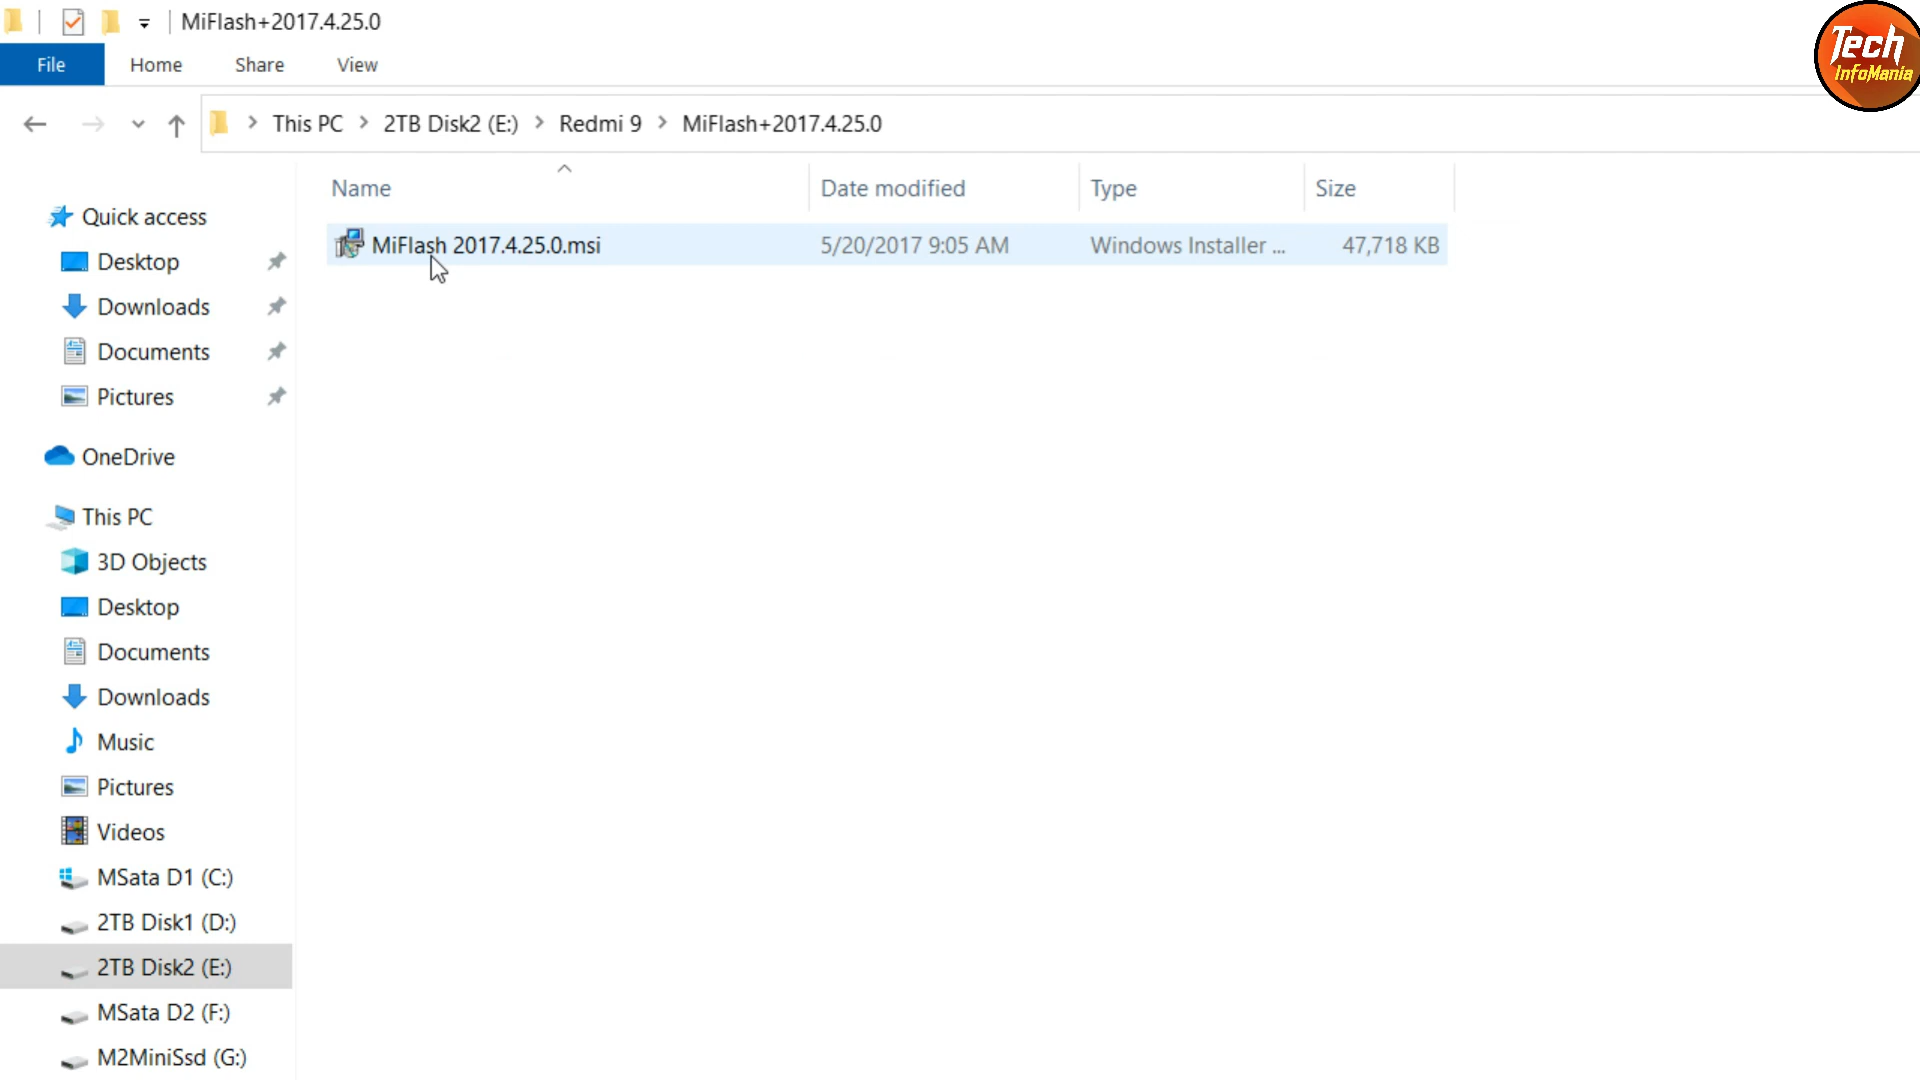 MiFlash+2017.4.25.0
File Home Share View
This PC > 2TB Disk2 (E:) > Redmi 9 > MiFlash+2017.4.25.0
Name Date modified Type Size
MiFlash 2017.4.25.0.msi 5/20/2017 9:05 AM Windows Installer ... 47,718 KB
Quick access
Desktop
Downloads
Documents
Pictures
OneDrive
This PC
3D Objects
Desktop
Documents
Downloads
Music
Pictures
Videos
MSata D1 (C:)
2TB Disk1 (D:)
2TB Disk2 (E:)
MSata D2 (F:)
M2MiniSsd (G:)
Tech
InfoMania